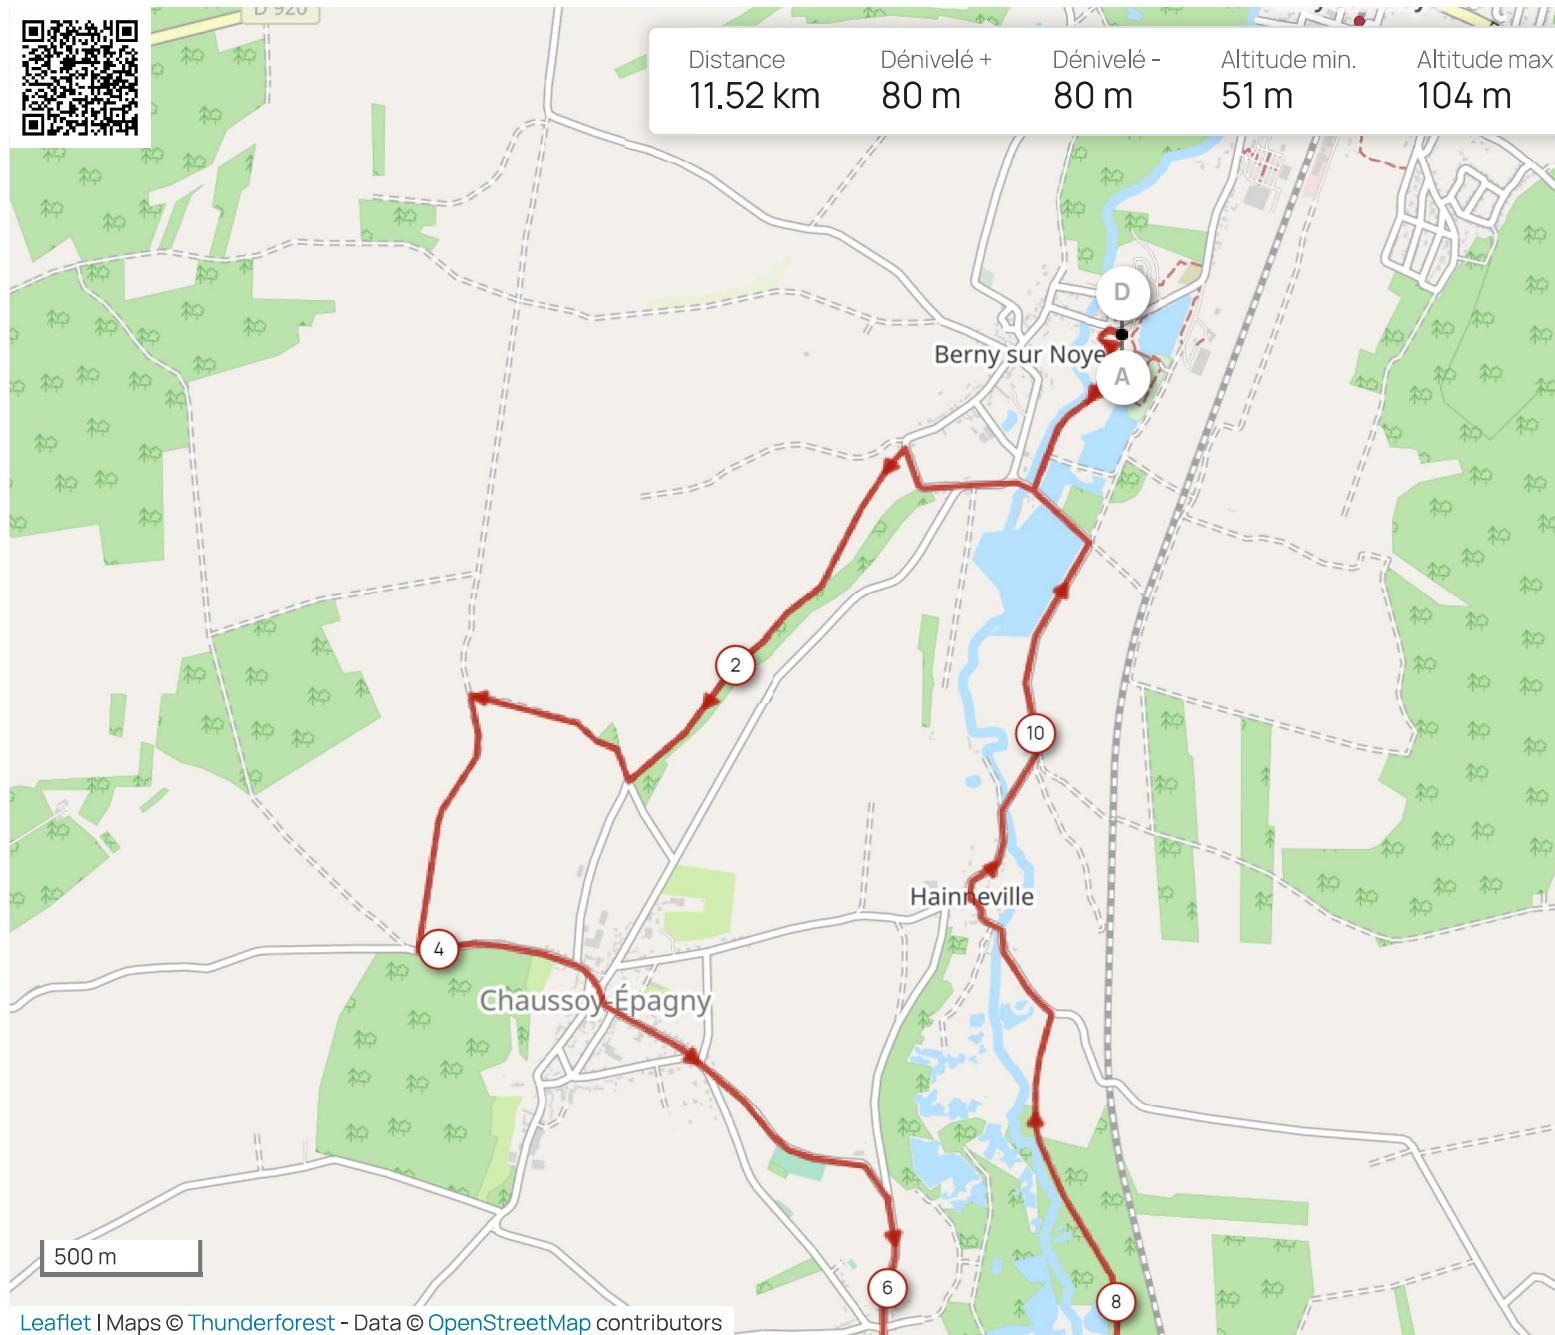 D 920
Distance
11.52 km
Dénivelé +
80 m
Dénivelé -
80 m
Altitude min.
51 m
Altitude max
104 m
D
Berny sur Noye
A
2
10
Hainneville
4
Chaussoy-Épagny
500 m
6
8
Leaflet | Maps © Thunderforest - Data © OpenStreetMap contributors